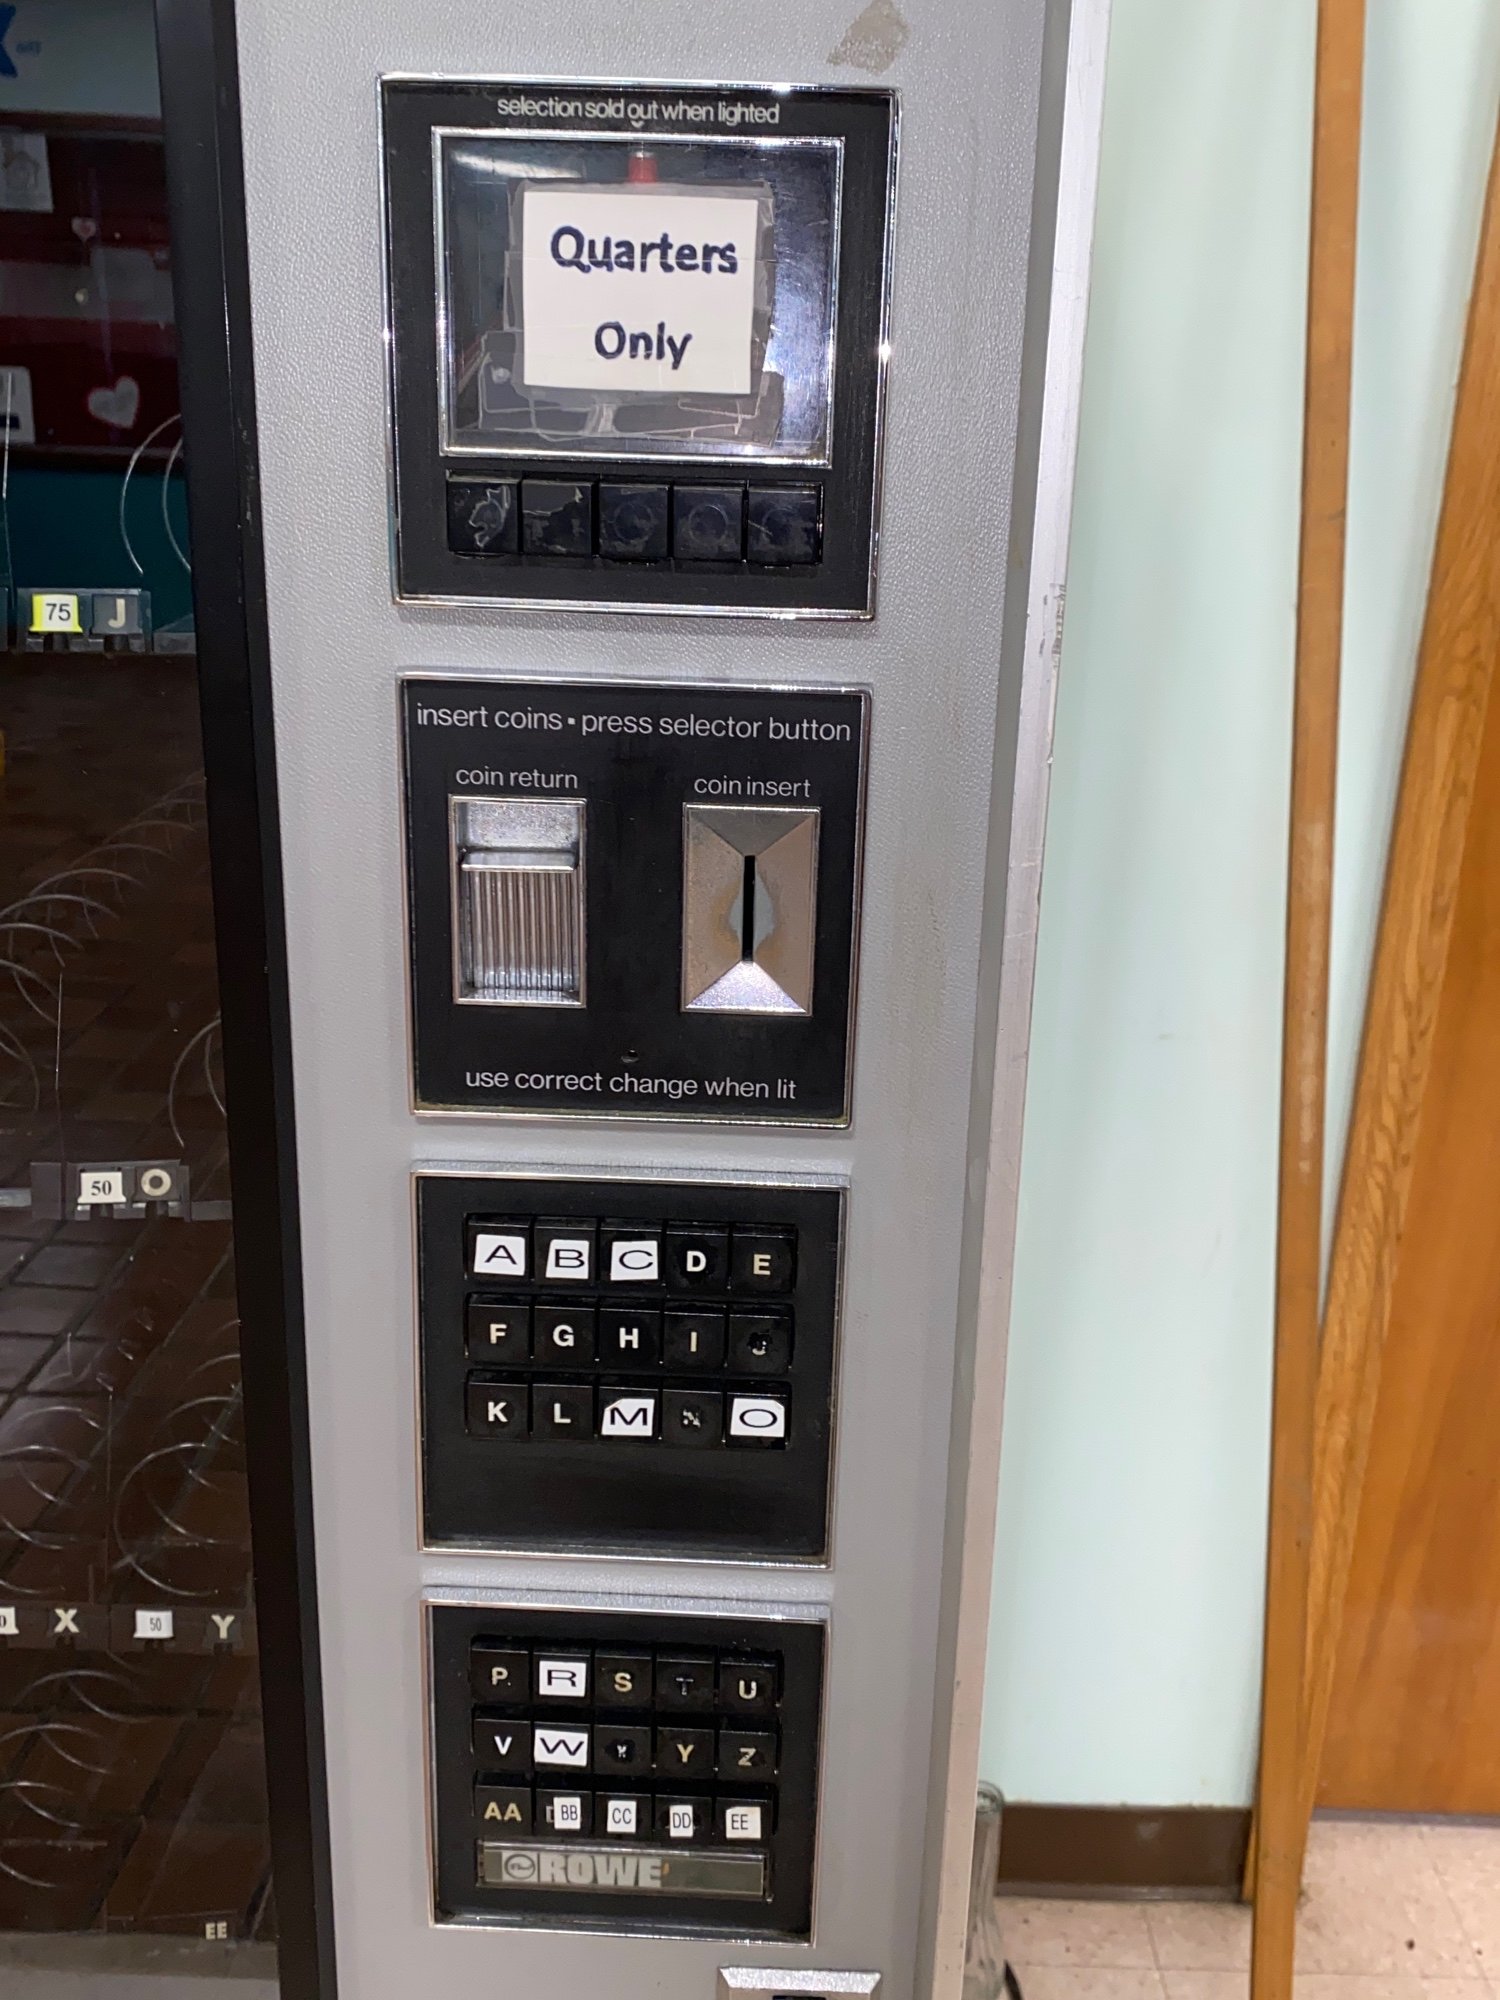 selection sold out when lighted
Quarters
Only
75 J
insert coins ▪ press selector button
coin return coin insert
use correct change when lit
50 O
A B C D E
F G H I J
K L M N O
X 50 Y
P R S T U
V W X Y Z
AA BB CC DD EE
ROWE
EE